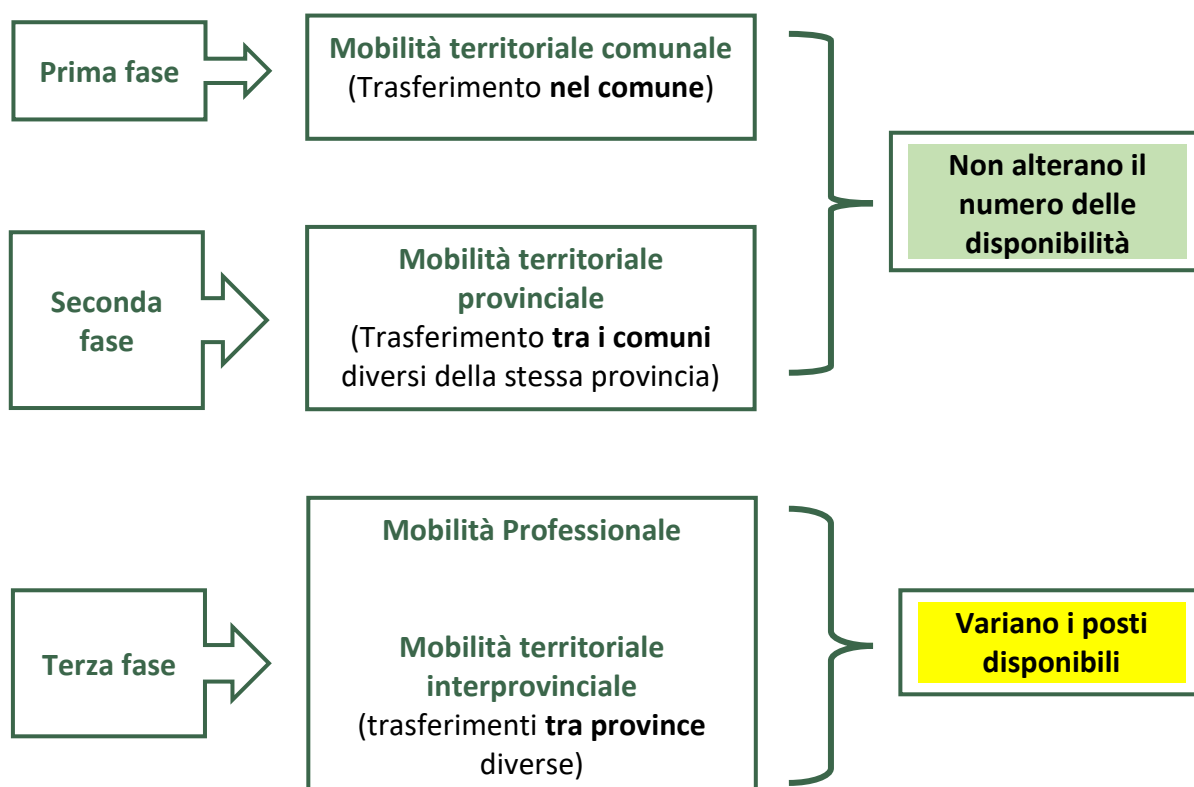 Prima fase
Mobilità territoriale comunale
(Trasferimento nel comune)
Non alterano il
numero delle
disponibilità
Seconda
fase
Mobilità territoriale
provinciale
(Trasferimento tra i comuni
diversi della stessa provincia)
Terza fase
Mobilità Professionale
Mobilità territoriale
interprovinciale
(trasferimenti tra province
diverse)
Variano i posti
disponibili